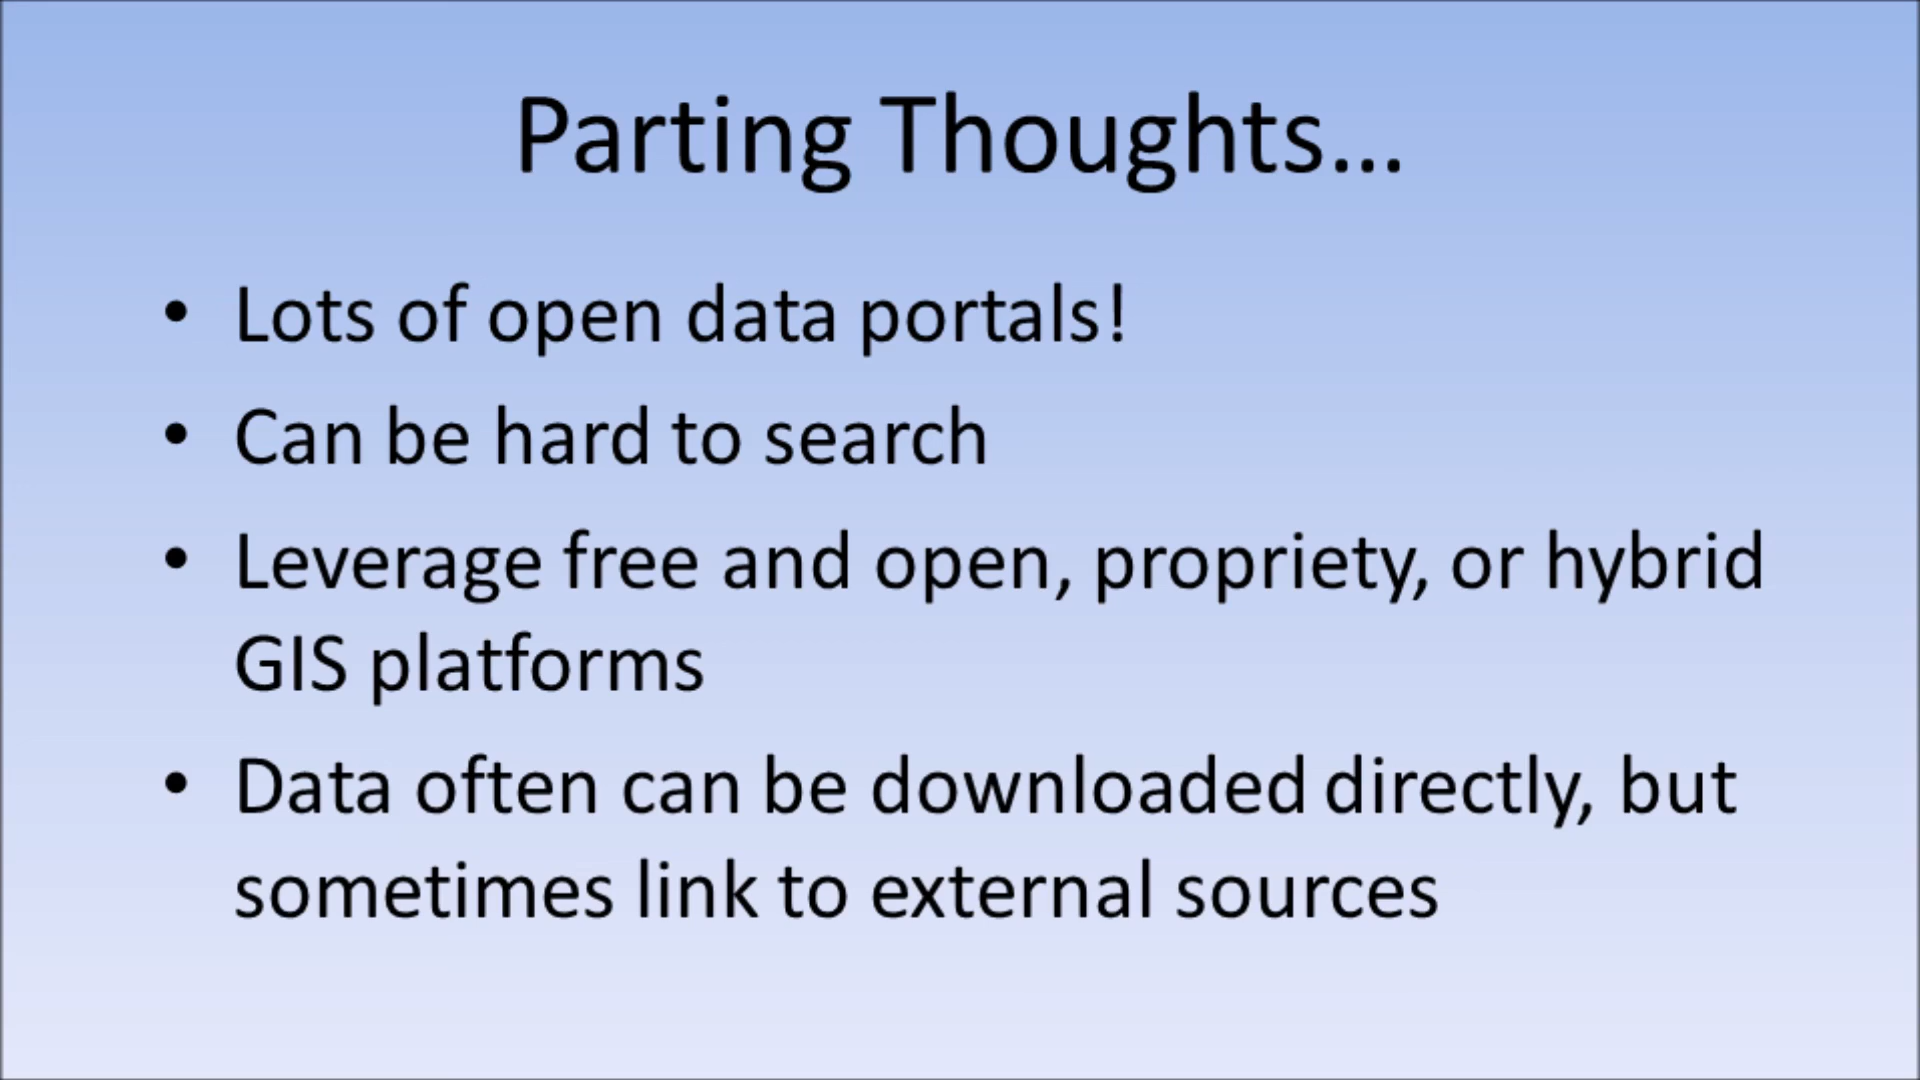 Parting Thoughts...
• Lots of open data portals!
• Can be hard to search
• Leverage free and open, propriety, or hybrid
GIS platforms
• Data often can be downloaded directly, but
sometimes link to external sources